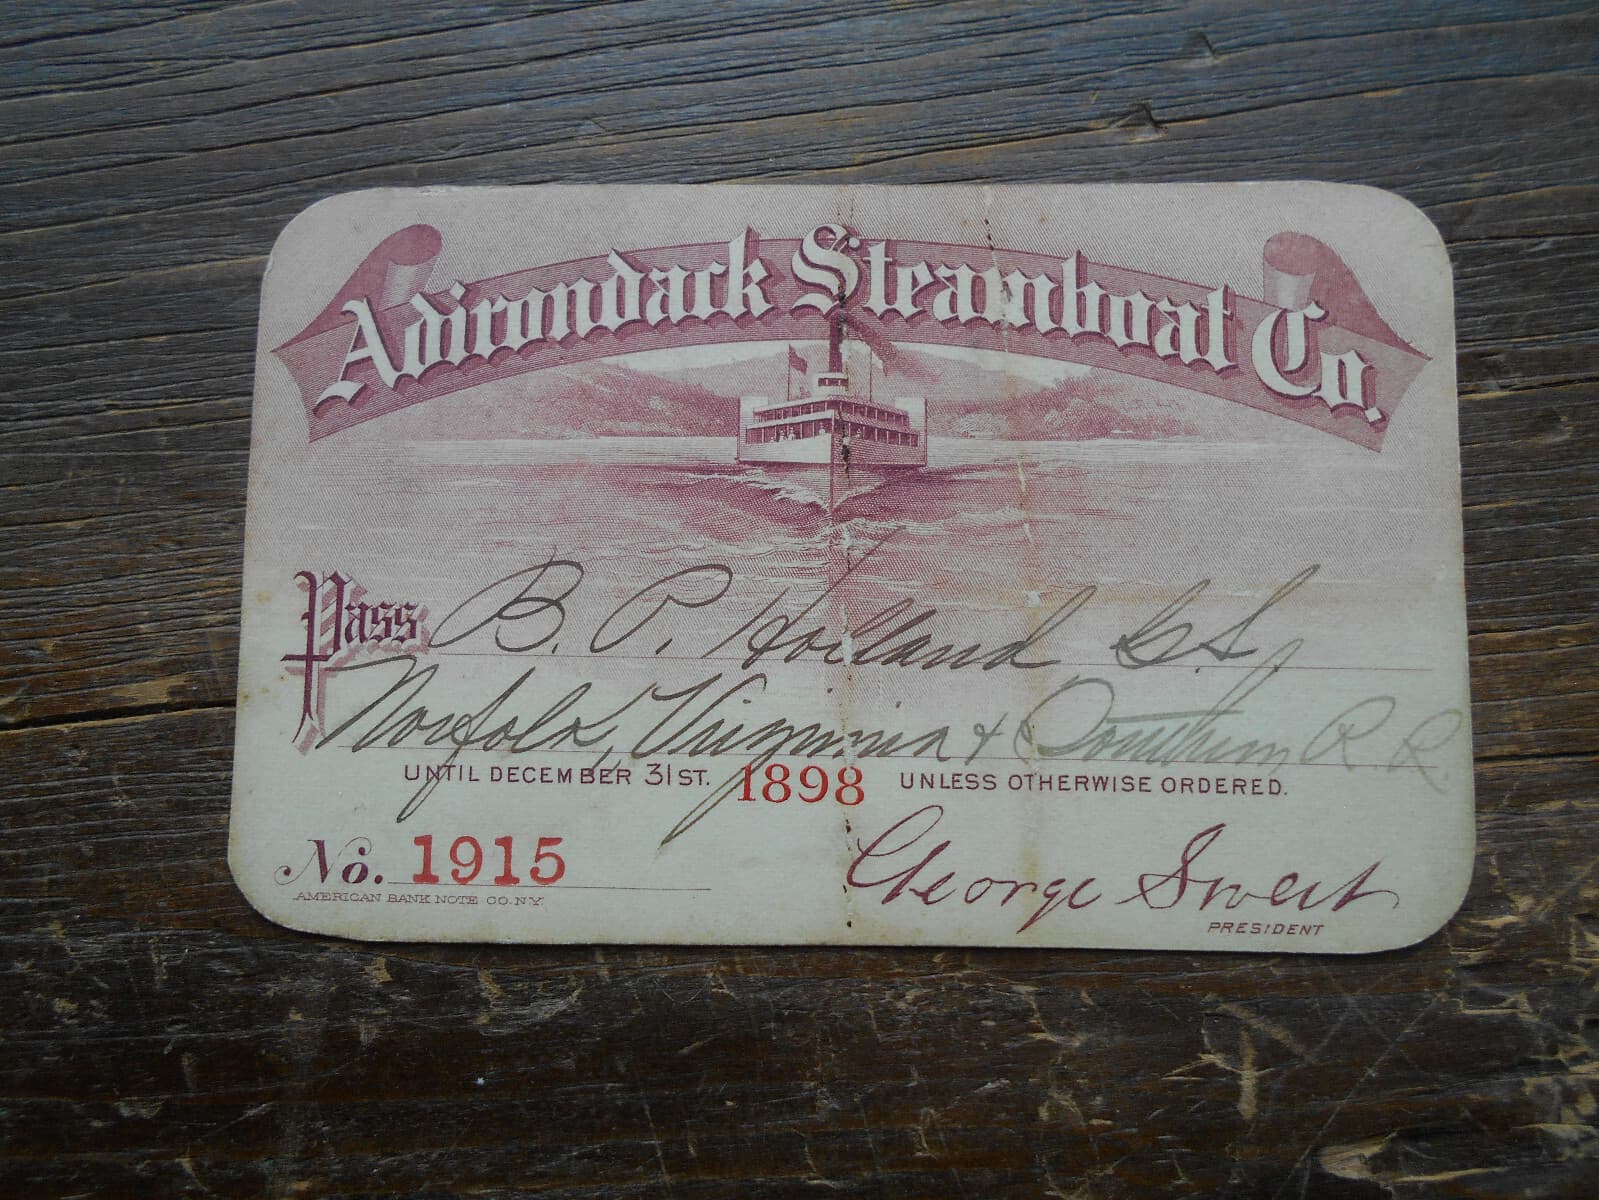 Adirondack Steamboat Co.
Pass B. P. Holland G.S.
Norfolk, Virginia & Southern R R.
UNTIL DECEMBER 31ST. 1898 UNLESS OTHERWISE ORDERED.
No. 1915
AMERICAN BANK NOTE CO. N.Y.
George Sweet
PRESIDENT